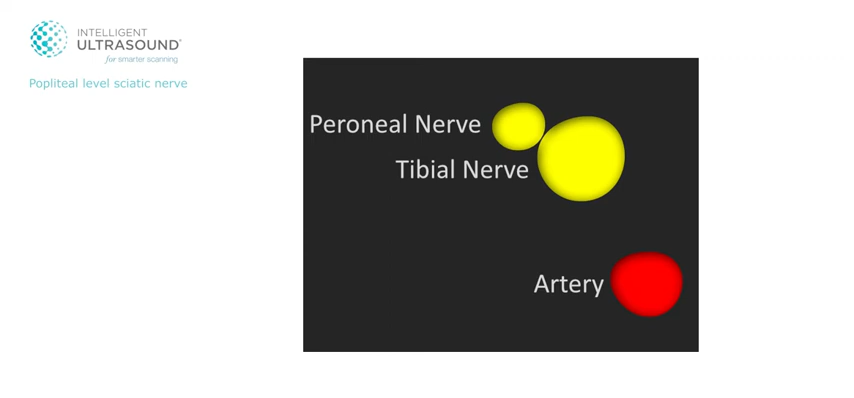 INTELLIGENT
ULTRASOUND®
for smarter scanning
Popliteal level sciatic nerve
Peroneal Nerve
Tibial Nerve
Artery